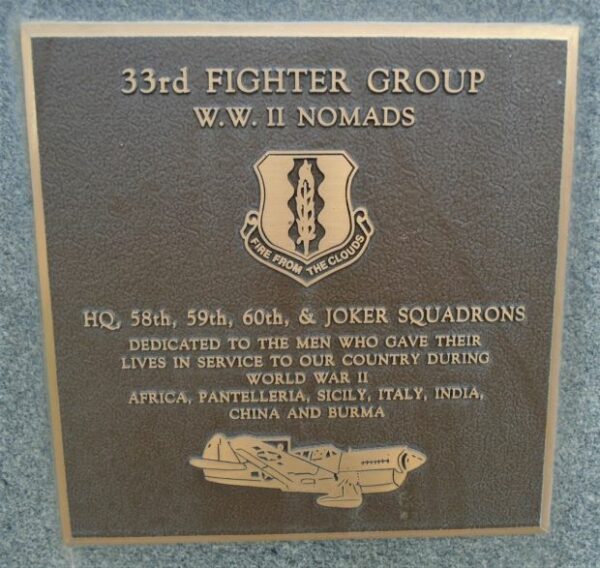 33rd FIGHTER GROUP
W.W. II NOMADS
FIRE FROM THE CLOUDS
HQ, 58th, 59th, 60th, & JOKER SQUADRONS
DEDICATED TO THE MEN WHO GAVE THEIR
LIVES IN SERVICE TO OUR COUNTRY DURING
WORLD WAR II
AFRICA, PANTELLERIA, SICILY, ITALY, INDIA,
CHINA AND BURMA